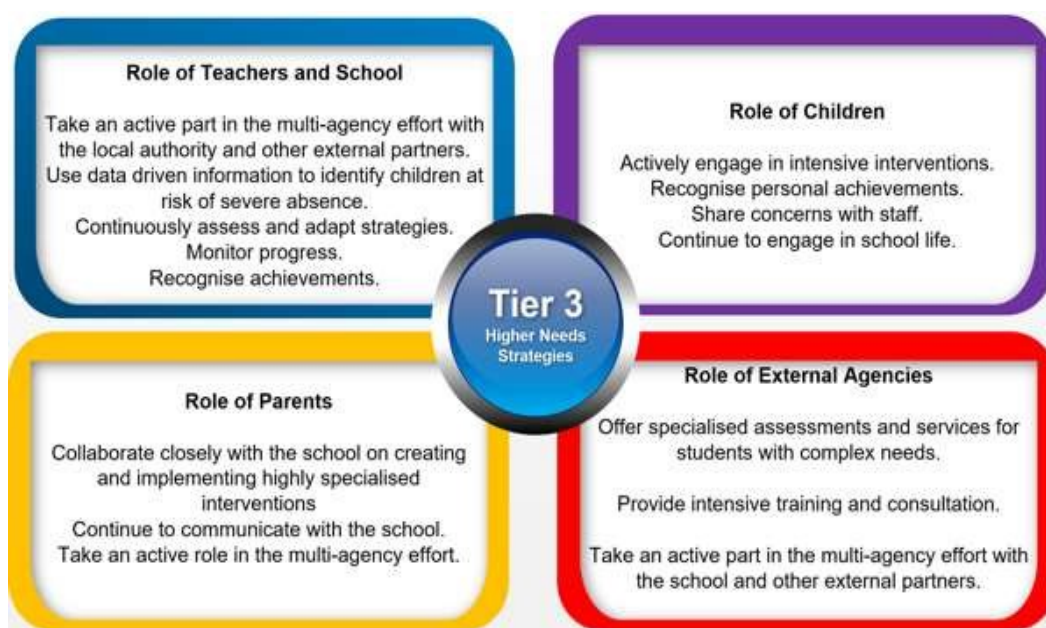 Role of Teachers and School
Take an active part in the multi-agency effort with
the local authority and other external partners.
Use data driven information to identify children at
risk of severe absence.
Continuously assess and adapt strategies.
Monitor progress.
Recognise achievements.
Role of Children
Actively engage in intensive interventions.
Recognise personal achievements.
Share concerns with staff.
Continue to engage in school life.
Tier 3
Higher Needs
Strategies
Role of Parents
Collaborate closely with the school on creating
and implementing highly specialised
interventions
Continue to communicate with the school.
Take an active role in the multi-agency effort.
Role of External Agencies
Offer specialised assessments and services for
students with complex needs.
Provide intensive training and consultation.
Take an active part in the multi-agency effort with
the school and other external partners.